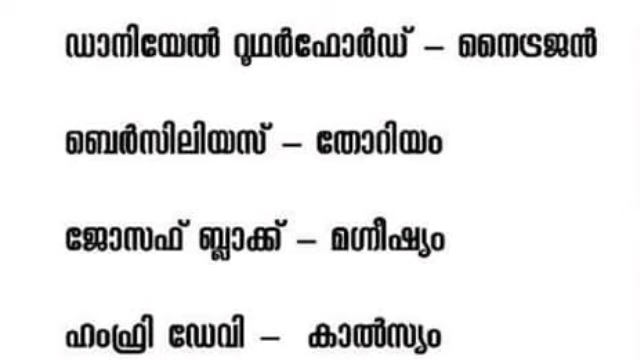 ഡാനിയേൽ റൂഥർഫോർഡ് – നൈട്രജൻ
ബെർസിലിയസ് – തോറിയം
ജോസഫ് ബ്ലാക്ക് – മഗ്നീഷ്യം
ഹംഫ്രി ഡേവി – കാൽസ്യം